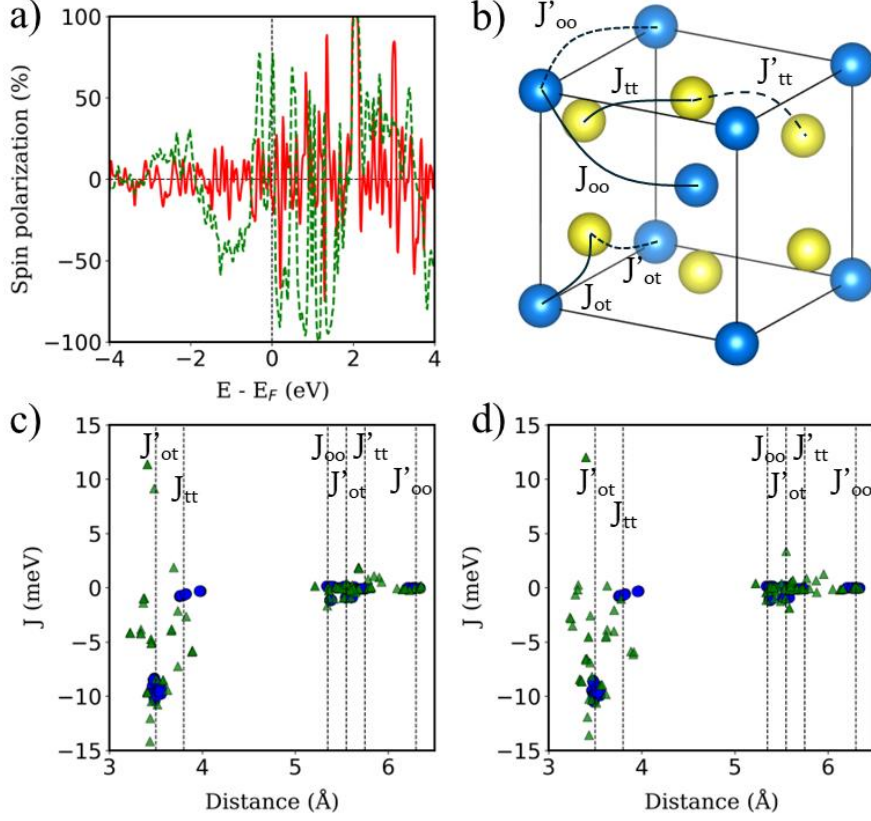 a)
Spin polarization (%)
100
50
0
−50
−100
−4
−2
0
2
4
E - E_F (eV)
b)
J'oo
Jtt
J'tt
Joo
J'ot
Jot
c)
J (meV)
15
10
5
0
−5
−10
−15
3
4
5
6
Distance (Å)
J'ot
Jtt
Joo
J'tt
J'ot
J'oo
d)
J (meV)
15
10
5
0
−5
−10
−15
3
4
5
6
Distance (Å)
J'ot
Jtt
Joo
J'tt
J'ot
J'oo